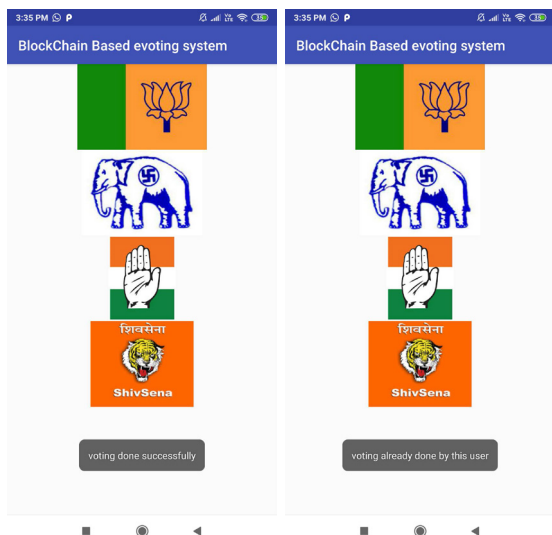 3:35 PM
BlockChain Based evoting system
शिवसेना
ShivSena
voting done successfully
3:35 PM
BlockChain Based evoting system
शिवसेना
ShivSena
voting already done by this user